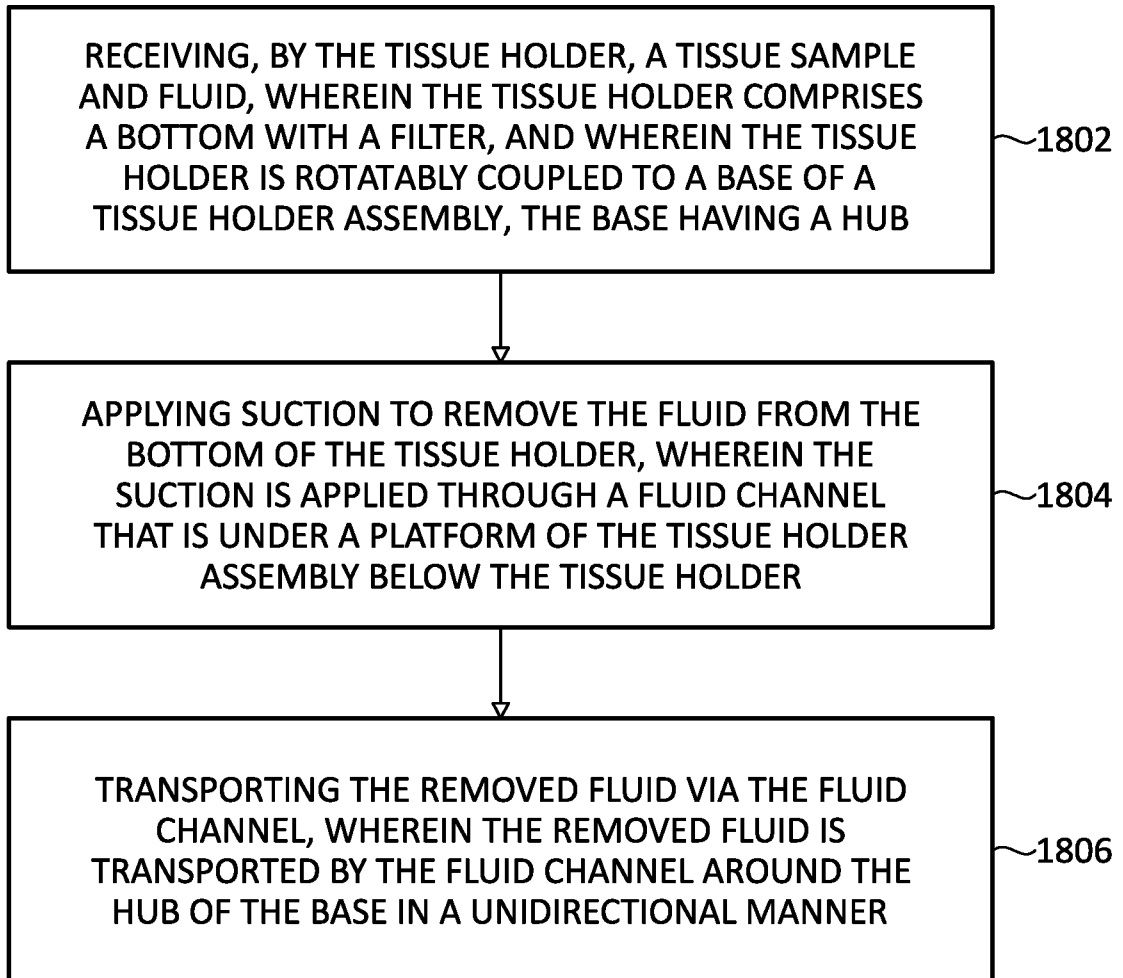 RECEIVING, BY THE TISSUE HOLDER, A TISSUE SAMPLE
AND FLUID, WHEREIN THE TISSUE HOLDER COMPRISES
A BOTTOM WITH A FILTER, AND WHEREIN THE TISSUE
HOLDER IS ROTATABLY COUPLED TO A BASE OF A
TISSUE HOLDER ASSEMBLY, THE BASE HAVING A HUB
1802
APPLYING SUCTION TO REMOVE THE FLUID FROM THE
BOTTOM OF THE TISSUE HOLDER, WHEREIN THE
SUCTION IS APPLIED THROUGH A FLUID CHANNEL
THAT IS UNDER A PLATFORM OF THE TISSUE HOLDER
ASSEMBLY BELOW THE TISSUE HOLDER
1804
TRANSPORTING THE REMOVED FLUID VIA THE FLUID
CHANNEL, WHEREIN THE REMOVED FLUID IS
TRANSPORTED BY THE FLUID CHANNEL AROUND THE
HUB OF THE BASE IN A UNIDIRECTIONAL MANNER
1806